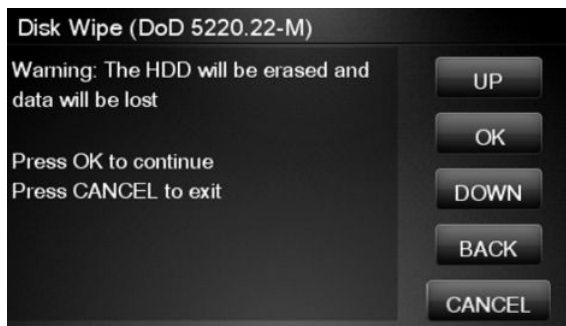 Disk Wipe (DoD 5220.22-M)
Warning: The HDD will be erased and
data will be lost
Press OK to continue
Press CANCEL to exit
UP
OK
DOWN
BACK
CANCEL